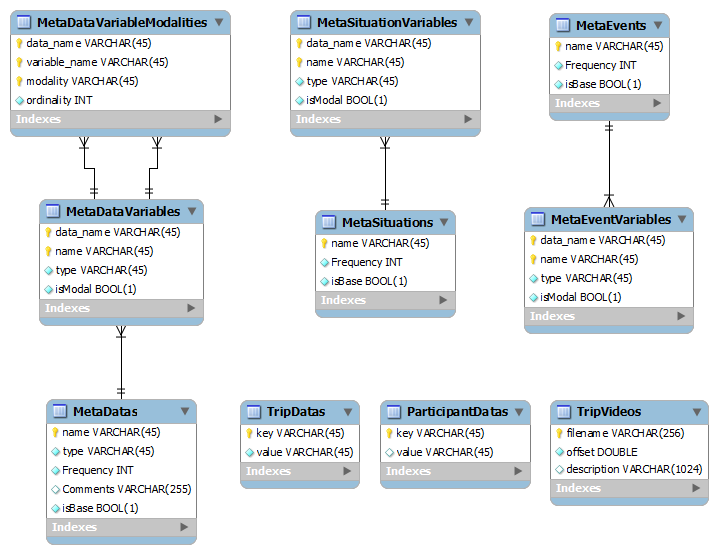 MetaDataVariableModalities
data_name VARCHAR(45)
variable_name VARCHAR(45)
modality VARCHAR(45)
ordinality INT
Indexes
MetaSituationVariables
data_name VARCHAR(45)
name VARCHAR(45)
type VARCHAR(45)
isModal BOOL(1)
Indexes
MetaEvents
name VARCHAR(45)
Frequency INT
isBase BOOL(1)
Indexes
MetaDataVariables
data_name VARCHAR(45)
name VARCHAR(45)
type VARCHAR(45)
isModal BOOL(1)
Indexes
MetaSituations
name VARCHAR(45)
Frequency INT
isBase BOOL(1)
Indexes
MetaEventVariables
data_name VARCHAR(45)
name VARCHAR(45)
type VARCHAR(45)
isModal BOOL(1)
Indexes
MetaDatas
name VARCHAR(45)
type VARCHAR(45)
Frequency INT
Comments VARCHAR(255)
isBase BOOL(1)
Indexes
TripDatas
key VARCHAR(45)
value VARCHAR(45)
Indexes
ParticipantDatas
key VARCHAR(45)
value VARCHAR(45)
Indexes
TripVideos
filename VARCHAR(256)
offset DOUBLE
description VARCHAR(1024)
Indexes